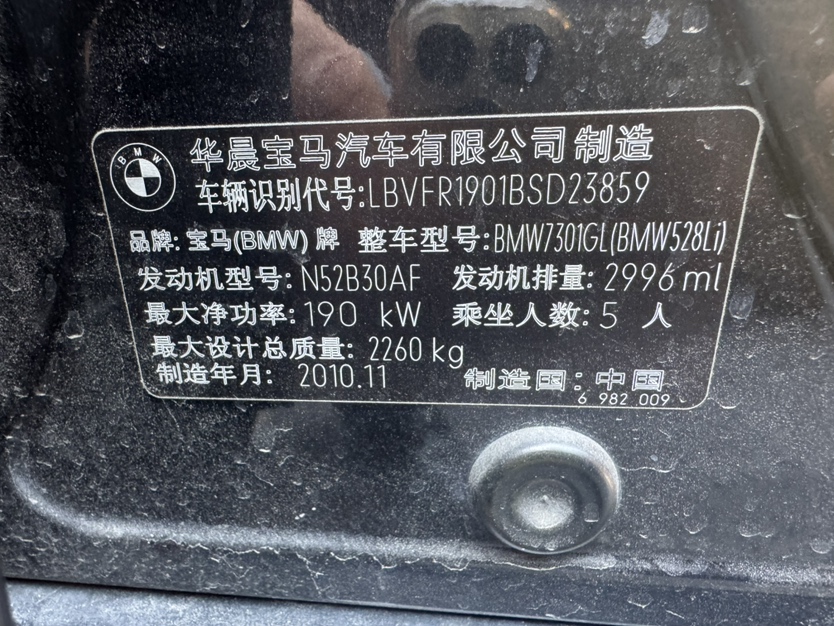 BMW
华晨宝马汽车有限公司 制造
车辆识别代号:LBVFR1901BSD23859
品牌: 宝马(BMW) 牌 整车型号:BMW7301GL(BMW528Li)
发动机型号: N52B30AF 发动机排量: 2996 ml
最大净功率: 190 kW 乘坐人数: 5 人
最大设计总质量: 2260 kg
制造年月: 2010.11 制造国: 中国
6 982 009